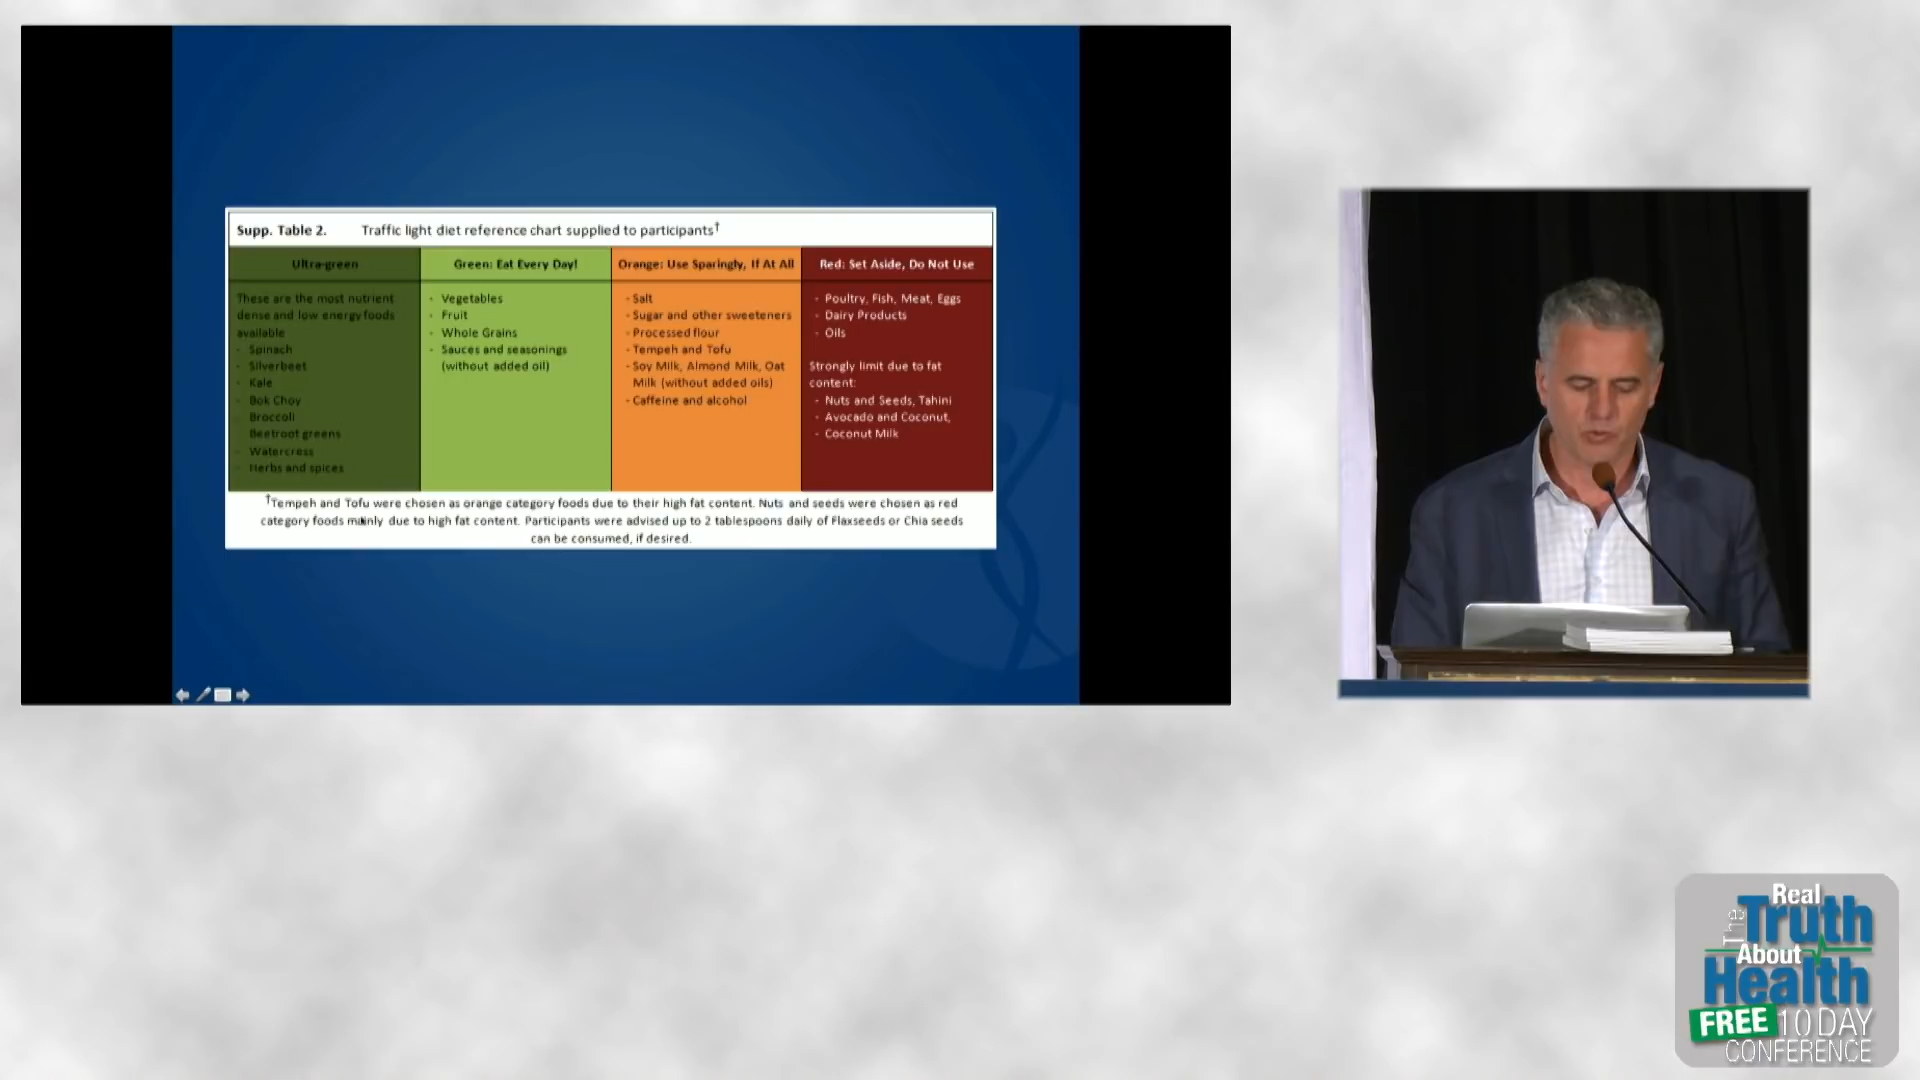 Supp. Table 2. Traffic light diet reference chart supplied to participants†
Ultra-green
These are the most nutrient
dense and low energy foods
available
- Spinach
- Silverbeet
- Kale
- Bok Choy
- Broccoli
- Beetroot greens
- Watercress
- Herbs and spices
Green: Eat Every Day!
- Vegetables
- Fruit
- Whole Grains
- Sauces and seasonings
(without added oil)
Orange: Use Sparingly, If At All
- Salt
- Sugar and other sweeteners
- Processed flour
- Tempeh and Tofu
- Soy Milk, Almond Milk, Oat
Milk (without added oils)
- Caffeine and alcohol
Red: Set Aside, Do Not Use
- Poultry, Fish, Meat, Eggs
- Dairy Products
- Oils
Strongly limit due to fat
content:
- Nuts and Seeds, Tahini
- Avocado and Coconut,
- Coconut Milk
†Tempeh and Tofu were chosen as orange category foods due to their high fat content. Nuts and seeds were chosen as red
category foods mainly due to high fat content. Participants were advised up to 2 tablespoons daily of Flaxseeds or Chia seeds
can be consumed, if desired.
The Real
Truth
About
Health
FREE 10 DAY
CONFERENCE